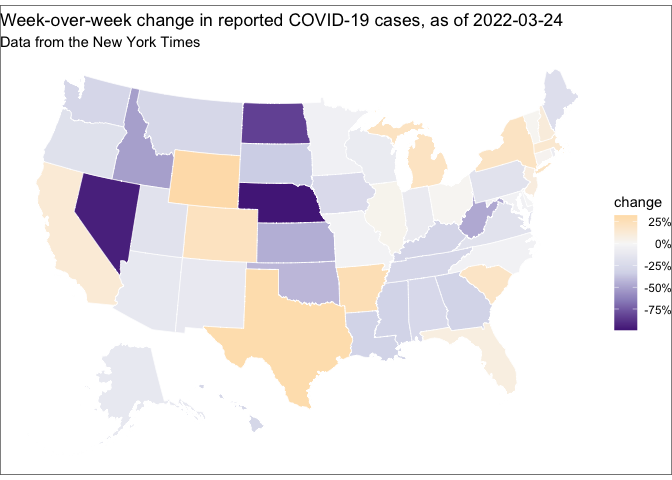 Week-over-week change in reported COVID-19 cases, as of 2022-03-24
Data from the New York Times
change
25%
0%
-25%
-50%
-75%